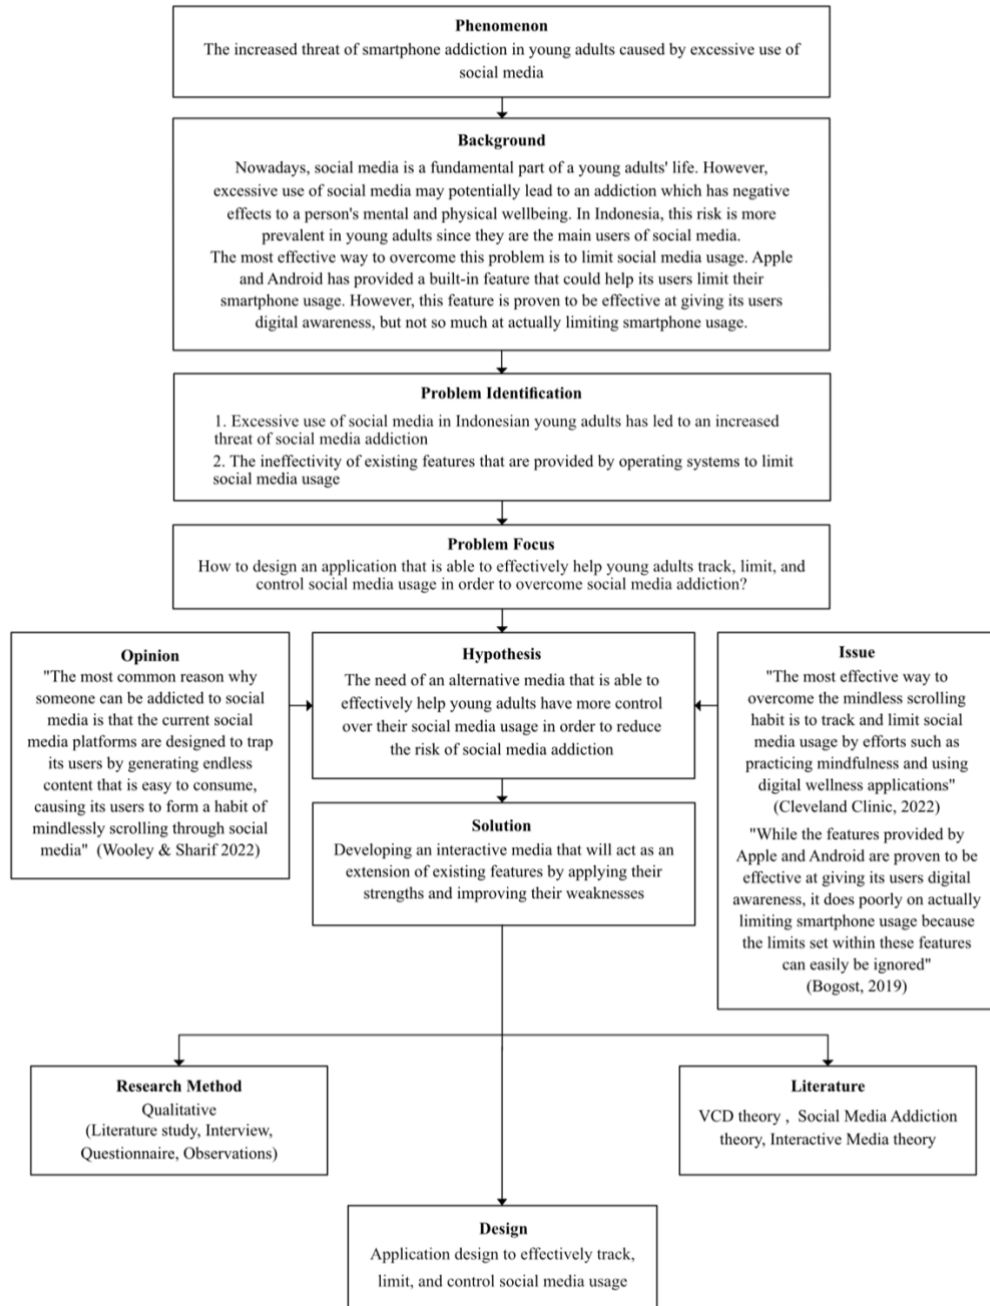 Phenomenon
The increased threat of smartphone addiction in young adults caused by excessive use of
social media
Background
Nowadays, social media is a fundamental part of a young adults' life. However,
excessive use of social media may potentially lead to an addiction which has negative
effects to a person's mental and physical wellbeing. In Indonesia, this risk is more
prevalent in young adults since they are the main users of social media.
The most effective way to overcome this problem is to limit social media usage. Apple
and Android has provided a built-in feature that could help its users limit their
smartphone usage. However, this feature is proven to be effective at giving its users
digital awareness, but not so much at actually limiting smartphone usage.
Problem Identification
1. Excessive use of social media in Indonesian young adults has led to an increased
threat of social media addiction
2. The ineffectivity of existing features that are provided by operating systems to limit
social media usage
Problem Focus
How to design an application that is able to effectively help young adults track, limit, and
control social media usage in order to overcome social media addiction?
Opinion
"The most common reason why
someone can be addicted to social
media is that the current social
media platforms are designed to trap
its users by generating endless
content that is easy to consume,
causing its users to form a habit of
mindlessly scrolling through social
media" (Wooley & Sharif 2022)
Hypothesis
The need of an alternative media that is able to
effectively help young adults have more control
over their social media usage in order to reduce
the risk of social media addiction
Issue
"The most effective way to
overcome the mindless scrolling
habit is to track and limit social
media usage by efforts such as
practicing mindfulness and using
digital wellness applications"
(Cleveland Clinic, 2022)
"While the features provided by
Apple and Android are proven to be
effective at giving its users digital
awareness, it does poorly on actually
limiting smartphone usage because
the limits set within these features
can easily be ignored"
(Bogost, 2019)
Solution
Developing an interactive media that will act as an
extension of existing features by applying their
strengths and improving their weaknesses
Research Method
Qualitative
(Literature study, Interview,
Questionnaire, Observations)
Literature
VCD theory , Social Media Addiction
theory, Interactive Media theory
Design
Application design to effectively track,
limit, and control social media usage